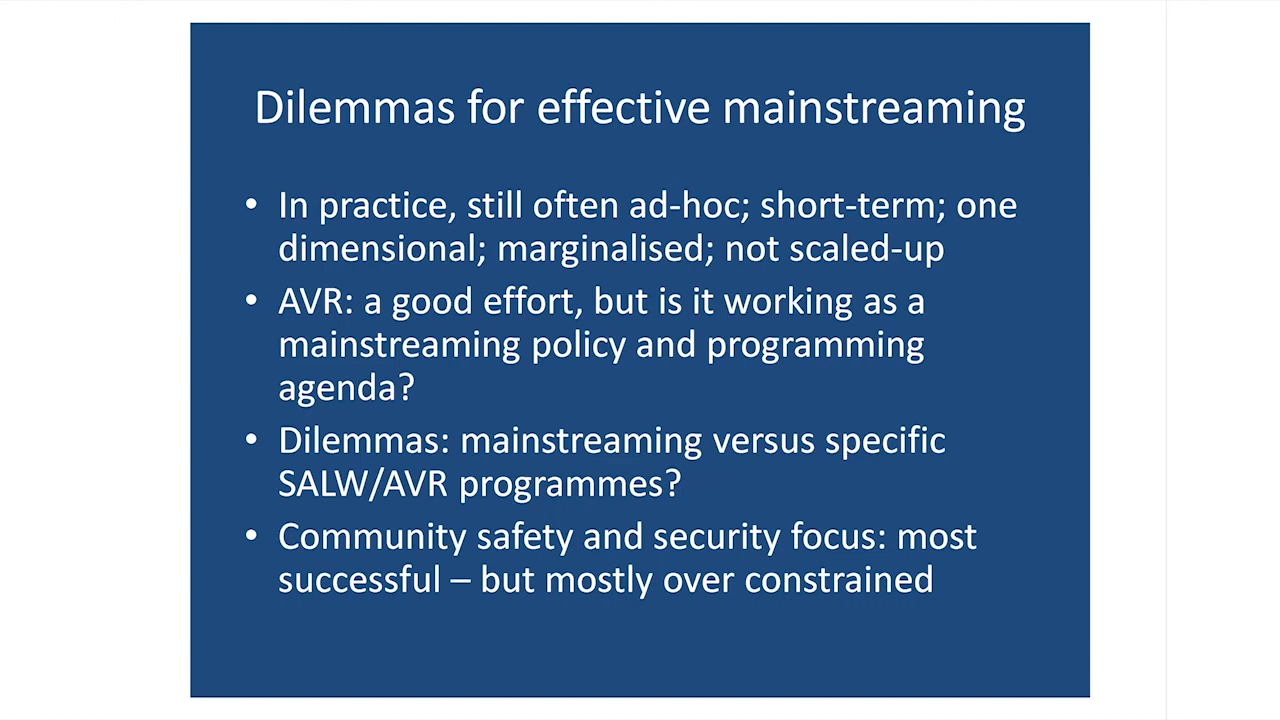 Dilemmas for effective mainstreaming
• In practice, still often ad-hoc; short-term; one
dimensional; marginalised; not scaled-up
• AVR: a good effort, but is it working as a
mainstreaming policy and programming
agenda?
• Dilemmas: mainstreaming versus specific
SALW/AVR programmes?
• Community safety and security focus: most
successful – but mostly over constrained